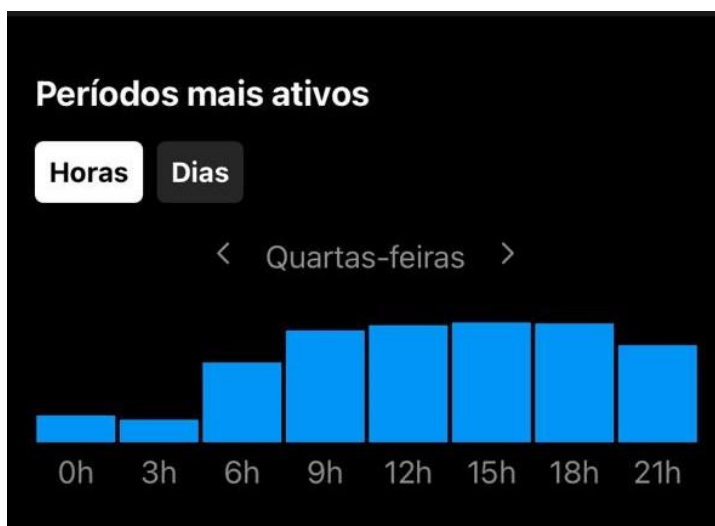 Períodos mais ativos
Horas Dias
< Quartas-feiras >
0h 3h 6h 9h 12h 15h 18h 21h